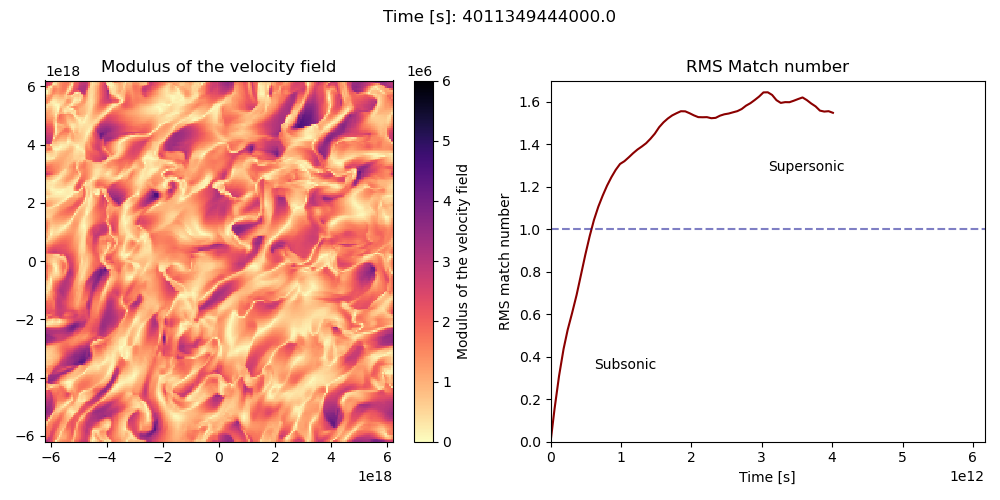 Time [s]: 4011349444000.0
Modulus of the velocity field
1e18
6
4
2
0
−2
−4
−6
−6 −4 −2 0 2 4 6
1e18
1e6
6
5
4
3
2
1
0
Modulus of the velocity field
RMS Match number
RMS match number
1.6
1.4
1.2
1.0
0.8
0.6
0.4
0.2
0.0
Supersonic
Subsonic
0 1 2 3 4 5 6
Time [s]
1e12